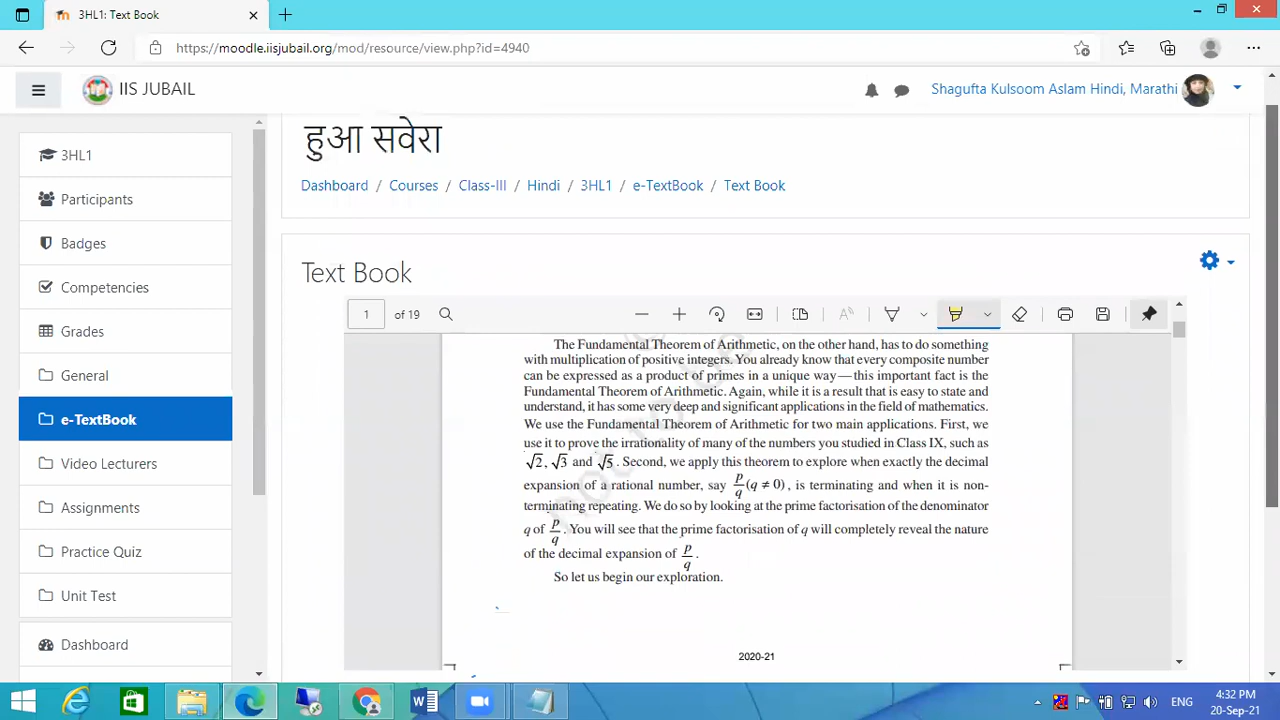 3HL1: Text Book
https://moodle.iisjubail.org/mod/resource/view.php?id=4940
IIS JUBAIL
Shagufta Kulsoom Aslam Hindi, Marathi
हुआ सवेरा
Dashboard / Courses / Class-III / Hindi / 3HL1 / e-TextBook / Text Book
3HL1
Participants
Badges
Competencies
Grades
General
e-TextBook
Video Lecturers
Assignments
Practice Quiz
Unit Test
Dashboard
Text Book
1 of 19
The Fundamental Theorem of Arithmetic, on the other hand, has to do something
with multiplication of positive integers. You already know that every composite number
can be expressed as a product of primes in a unique way—this important fact is the
Fundamental Theorem of Arithmetic. Again, while it is a result that is easy to state and
understand, it has some very deep and significant applications in the field of mathematics.
We use the Fundamental Theorem of Arithmetic for two main applications. First, we
use it to prove the irrationality of many of the numbers you studied in Class IX, such as
√2, √3 and √5. Second, we apply this theorem to explore when exactly the decimal
expansion of a rational number, say p/q (q ≠ 0), is terminating and when it is non-
terminating repeating. We do so by looking at the prime factorisation of the denominator
q of p/q. You will see that the prime factorisation of q will completely reveal the nature
of the decimal expansion of p/q.
So let us begin our exploration.
2020-21
ENG
4:32 PM
20-Sep-21